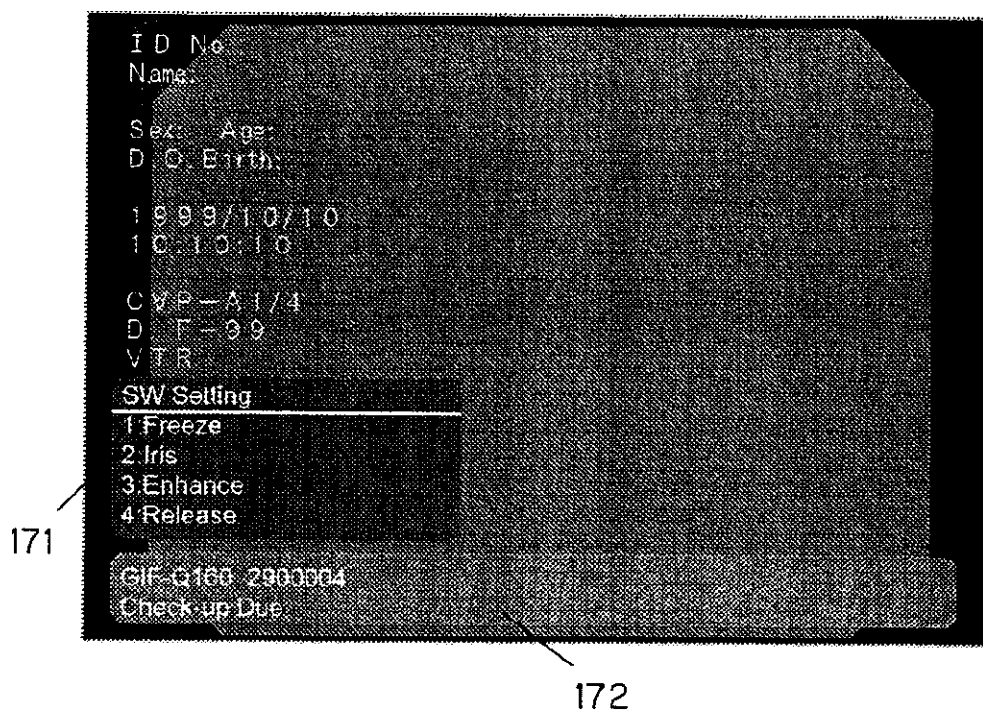 ID No.:
Name:
Sex: Age:
D.O.Birth:
1999/10/10
10:10:10
CVP-A1/4
D.F-99
VTR
SW Setting
1:Freeze
2:Iris
3:Enhance
4:Release
GIF-Q160 2900004
Check-up Due
171
172